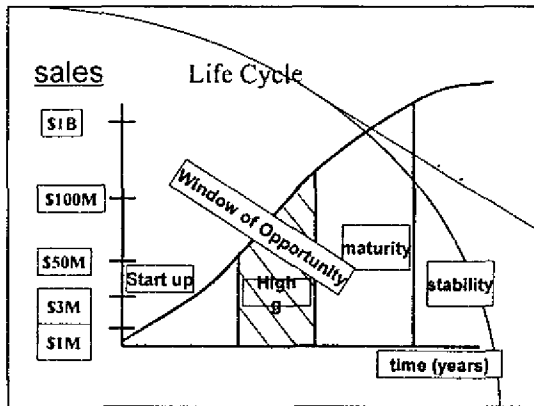 sales
Life Cycle
$1B
$100M
$50M
$3M
$1M
Start up
Window of Opportunity
High
g
maturity
stability
time (years)